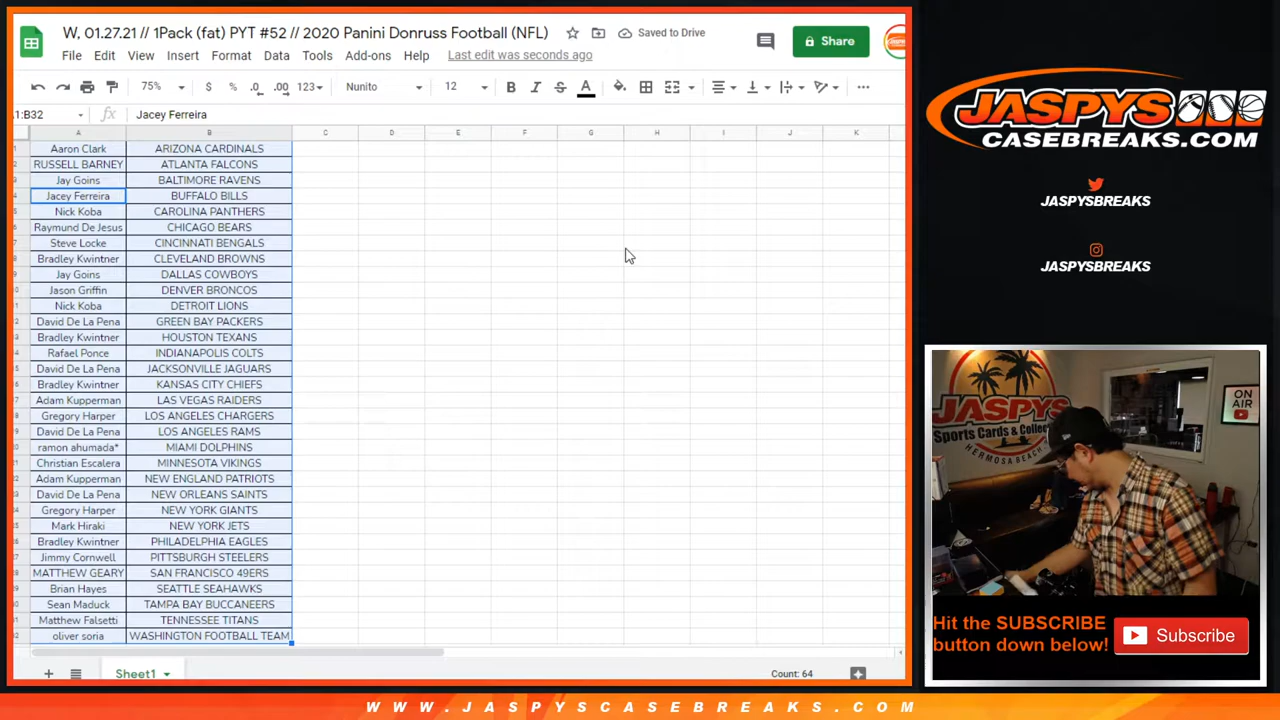 W, 01.27.21 // 1Pack (fat) PYT #52 // 2020 Panini Donruss Football (NFL)
Saved to Drive
Share
File Edit View Insert Format Data Tools Add-ons Help Last edit was seconds ago
75% $ % .0 .00 123 Nunito 12 B I S A
1:B32 fx Jacey Ferreira
A B C D E F G H I J K
Aaron Clark ARIZONA CARDINALS
RUSSELL BARNEY ATLANTA FALCONS
Jay Goins BALTIMORE RAVENS
Jacey Ferreira BUFFALO BILLS
Nick Koba CAROLINA PANTHERS
Raymund De Jesus CHICAGO BEARS
Steve Locke CINCINNATI BENGALS
Bradley Kwintner CLEVELAND BROWNS
Jay Goins DALLAS COWBOYS
Jason Griffin DENVER BRONCOS
Nick Koba DETROIT LIONS
David De La Pena GREEN BAY PACKERS
Bradley Kwintner HOUSTON TEXANS
Rafael Ponce INDIANAPOLIS COLTS
David De La Pena JACKSONVILLE JAGUARS
Bradley Kwintner KANSAS CITY CHIEFS
Adam Kupperman LAS VEGAS RAIDERS
Gregory Harper LOS ANGELES CHARGERS
David De La Pena LOS ANGELES RAMS
ramon ahumada* MIAMI DOLPHINS
Christian Escalera MINNESOTA VIKINGS
Adam Kupperman NEW ENGLAND PATRIOTS
David De La Pena NEW ORLEANS SAINTS
Gregory Harper NEW YORK GIANTS
Mark Hiraki NEW YORK JETS
Bradley Kwintner PHILADELPHIA EAGLES
Jimmy Cornwell PITTSBURGH STEELERS
MATTHEW GEARY SAN FRANCISCO 49ERS
Brian Hayes SEATTLE SEAHAWKS
Sean Maduck TAMPA BAY BUCCANEERS
Matthew Falsetti TENNESSEE TITANS
oliver soria WASHINGTON FOOTBALL TEAM
Sheet1
Count: 64
JASPYS
CASEBREAKS.COM
JASPYSBREAKS
JASPYSBREAKS
JASPYS
Sports Cards & Collec
HERMOSA BEACH
ON
AIR
Hit the SUBSCRIBE
button down below!
Subscribe
WWW.JASPYSCASEBREAKS.COM